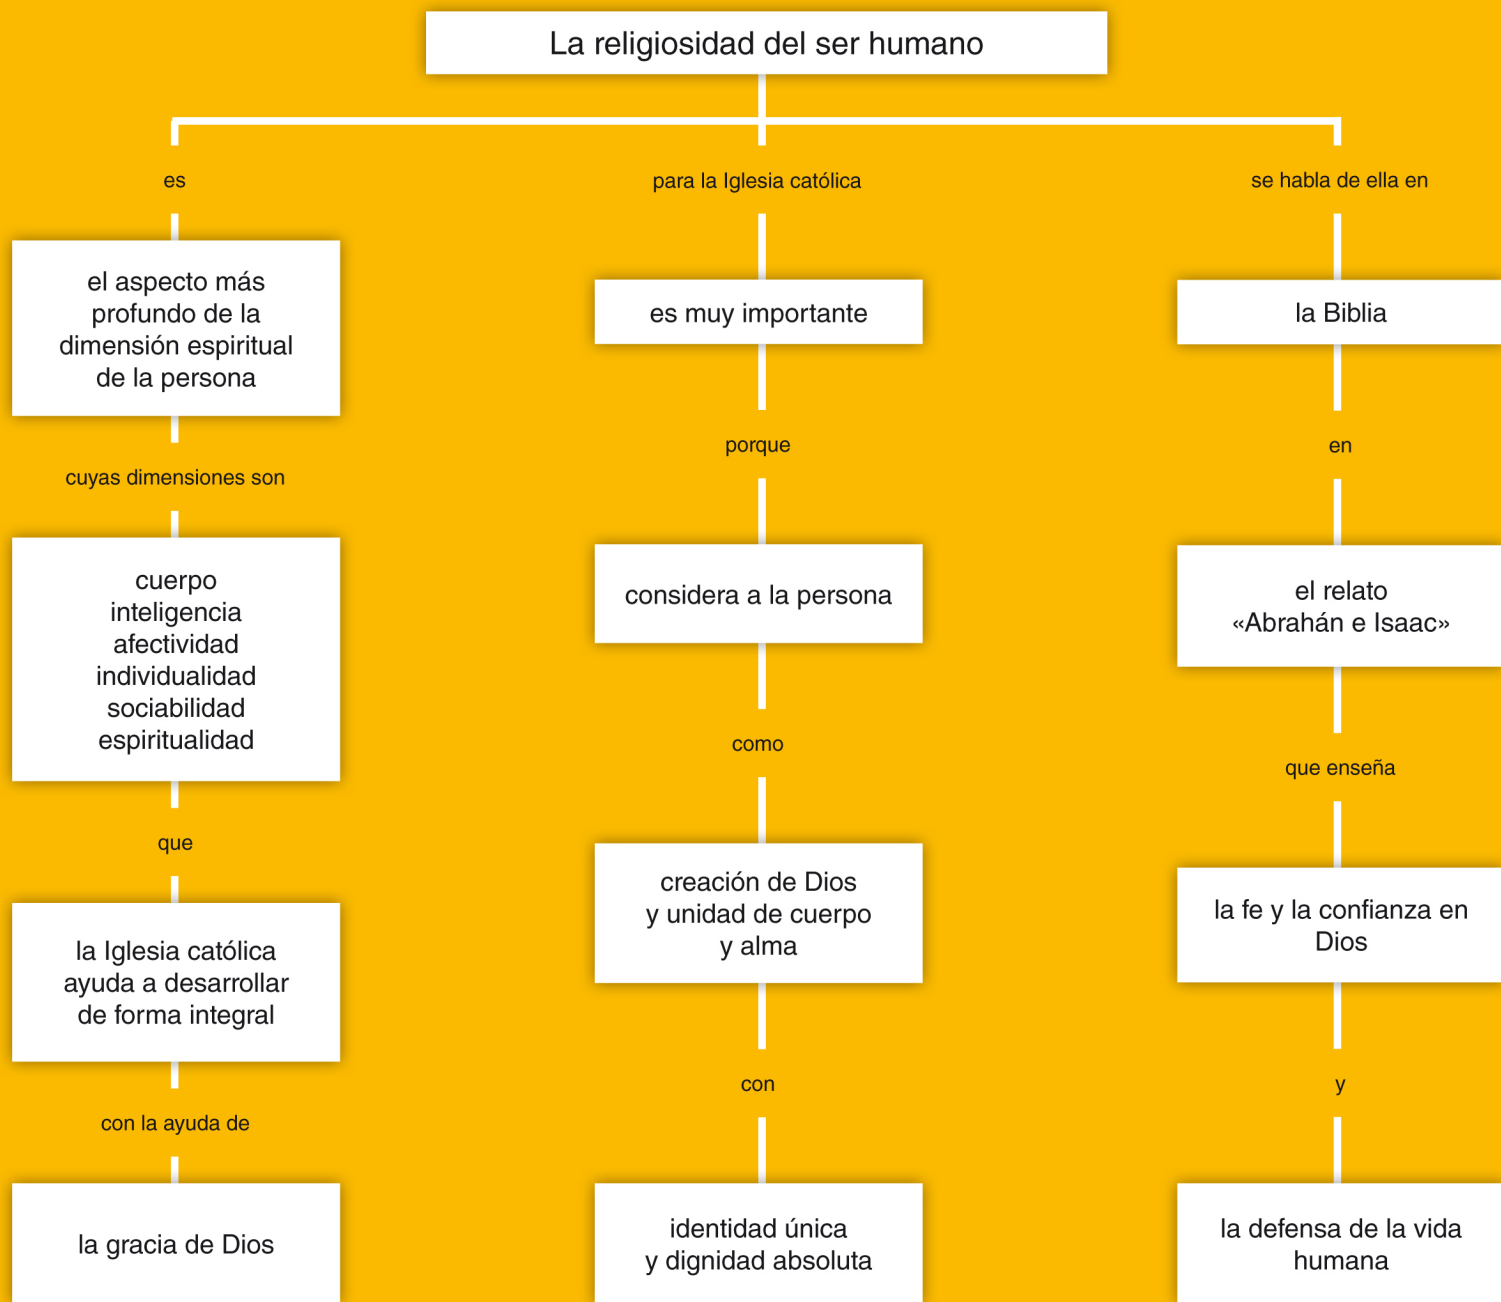 La religiosidad del ser humano
es
el aspecto más
profundo de la
dimensión espiritual
de la persona
cuyas dimensiones son
cuerpo
inteligencia
afectividad
individualidad
sociabilidad
espiritualidad
que
la Iglesia católica
ayuda a desarrollar
de forma integral
con la ayuda de
la gracia de Dios
para la Iglesia católica
es muy importante
porque
considera a la persona
como
creación de Dios
y unidad de cuerpo
y alma
con
identidad única
y dignidad absoluta
se habla de ella en
la Biblia
en
el relato
«Abrahán e Isaac»
que enseña
la fe y la confianza en
Dios
y
la defensa de la vida
humana